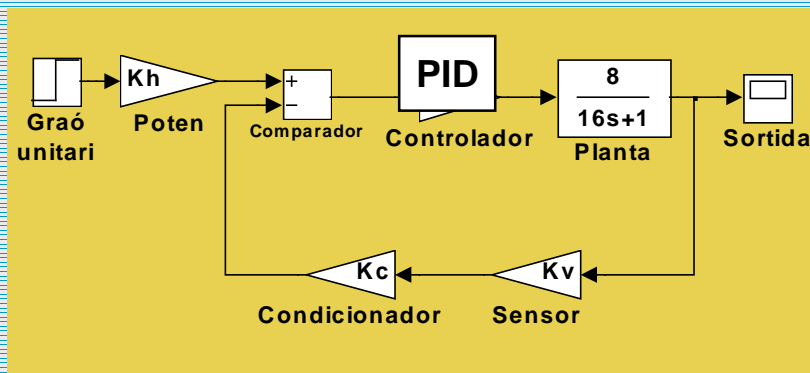 Graó
unitari
Kh
Poten
+
−
Comparador
PID
Controlador
8
16s+1
Planta
Sortida
Kc
Condicionador
Kv
Sensor